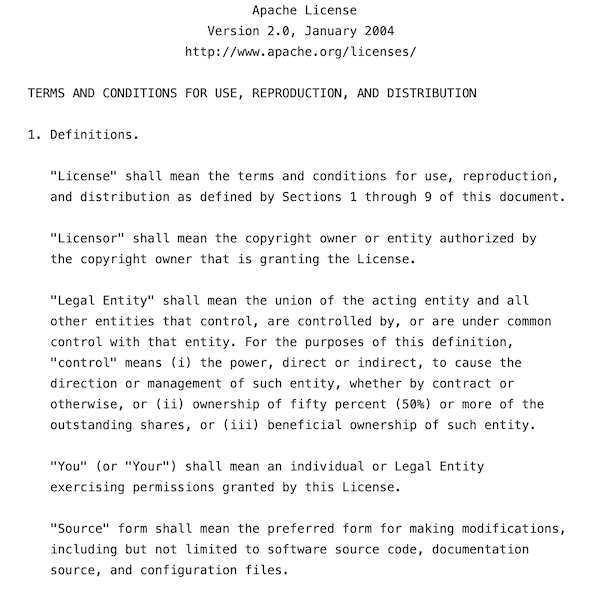 Apache License
Version 2.0, January 2004
http://www.apache.org/licenses/
TERMS AND CONDITIONS FOR USE, REPRODUCTION, AND DISTRIBUTION
1. Definitions.
"License" shall mean the terms and conditions for use, reproduction,
and distribution as defined by Sections 1 through 9 of this document.
"Licensor" shall mean the copyright owner or entity authorized by
the copyright owner that is granting the License.
"Legal Entity" shall mean the union of the acting entity and all
other entities that control, are controlled by, or are under common
control with that entity. For the purposes of this definition,
"control" means (i) the power, direct or indirect, to cause the
direction or management of such entity, whether by contract or
otherwise, or (ii) ownership of fifty percent (50%) or more of the
outstanding shares, or (iii) beneficial ownership of such entity.
"You" (or "Your") shall mean an individual or Legal Entity
exercising permissions granted by this License.
"Source" form shall mean the preferred form for making modifications,
including but not limited to software source code, documentation
source, and configuration files.